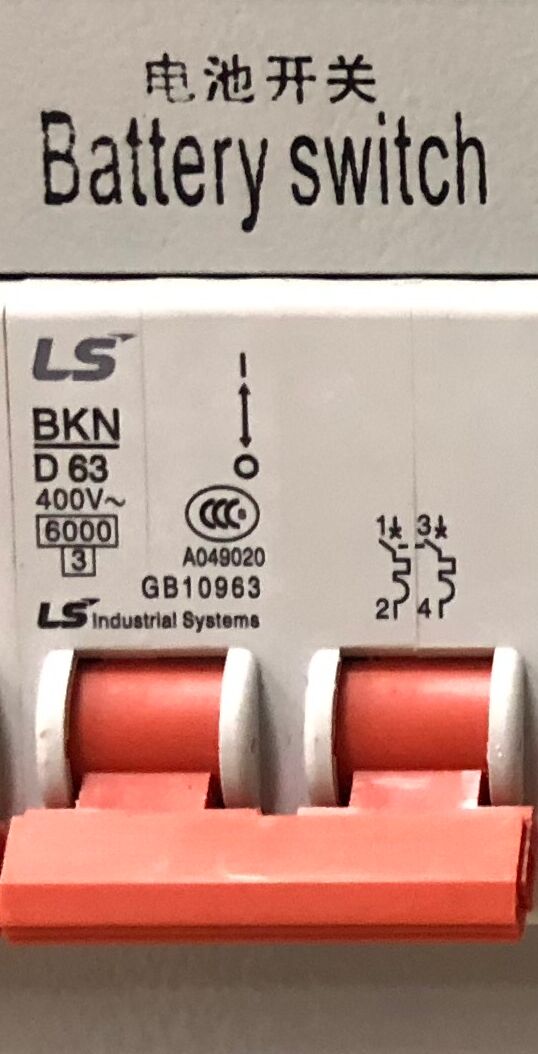 电池开关
Battery switch
LS
BKN
D 63
400V~
6000
3
I
O
CCC
A049020
GB10963
LS Industrial Systems
1 3
2 4